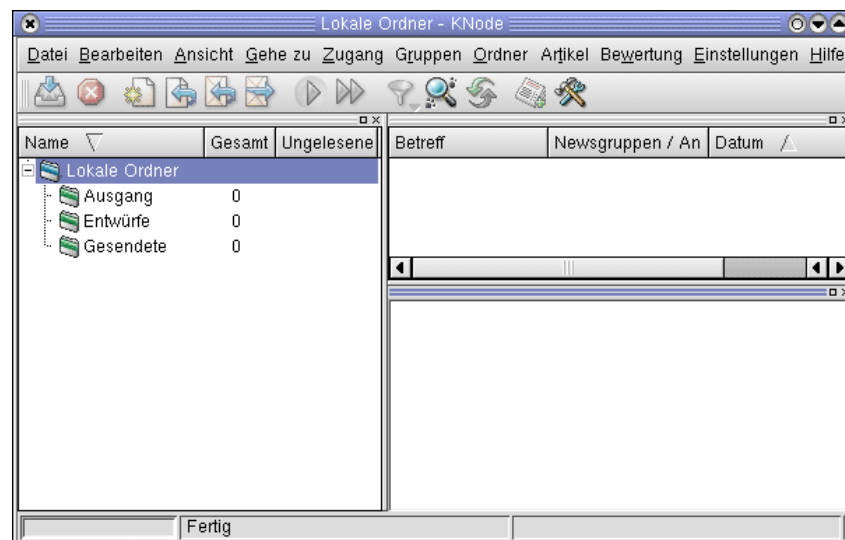 Lokale Ordner - KNode
Datei Bearbeiten Ansicht Gehe zu Zugang Gruppen Ordner Artikel Bewertung Einstellungen Hilfe
Name Gesamt Ungelesene
Lokale Ordner
Ausgang 0
Entwürfe 0
Gesendete 0
Betreff Newsgruppen / An Datum
Fertig